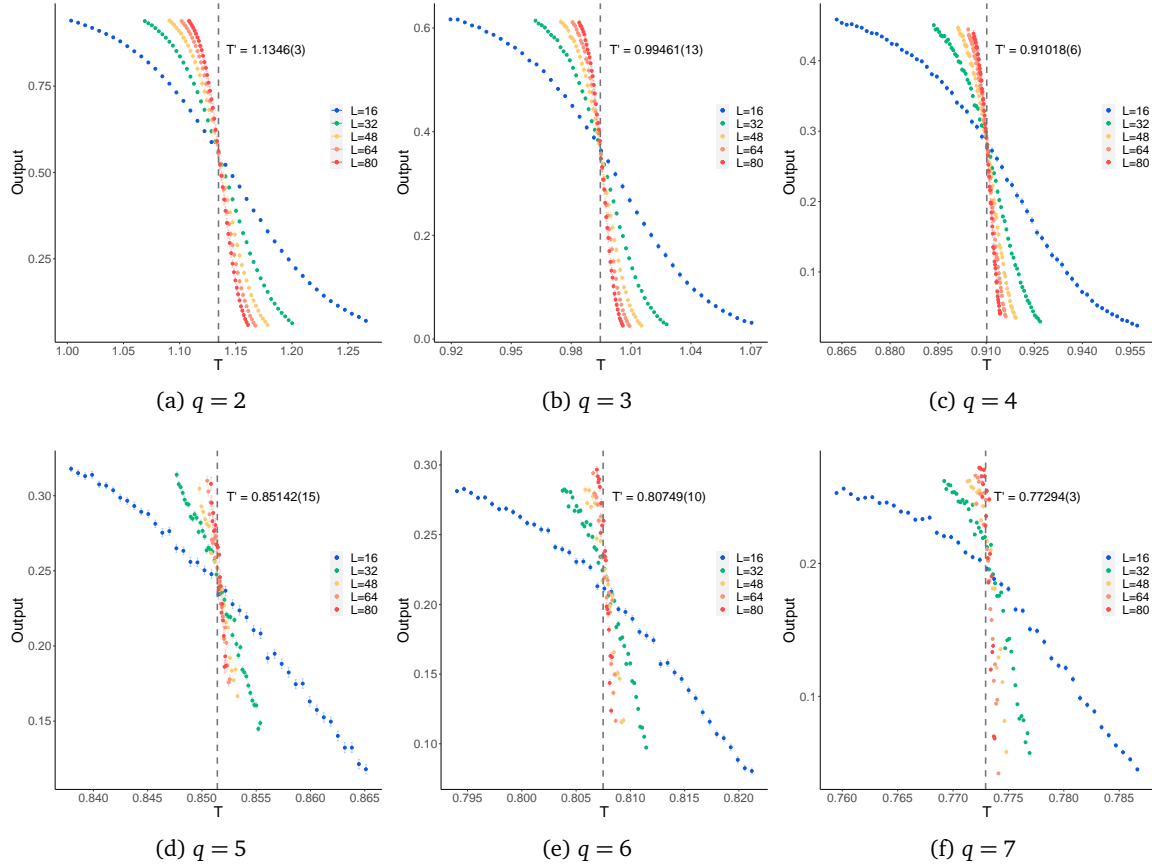 T' = 1.1346(3)
0.75
0.50
0.25
Output
L=16
L=32
L=48
L=64
L=80
1.00 1.05 1.10 1.15 1.20 1.25
T
(a) q = 2
T' = 0.99461(13)
0.6
0.4
0.2
0.0
Output
L=16
L=32
L=48
L=64
L=80
0.92 0.95 0.98 1.01 1.04 1.07
T
(b) q = 3
T' = 0.91018(6)
0.4
0.3
0.2
0.1
Output
L=16
L=32
L=48
L=64
L=80
0.865 0.880 0.895 0.910 0.925 0.940 0.955
T
(c) q = 4
T' = 0.85142(15)
0.30
0.25
0.20
0.15
Output
L=16
L=32
L=48
L=64
L=80
0.840 0.845 0.850 0.855 0.860 0.865
T
(d) q = 5
T' = 0.80749(10)
0.30
0.25
0.20
0.15
0.10
Output
L=16
L=32
L=48
L=64
L=80
0.795 0.800 0.805 0.810 0.815 0.820
T
(e) q = 6
T' = 0.77294(3)
0.2
0.1
Output
L=16
L=32
L=48
L=64
L=80
0.760 0.765 0.770 0.775 0.780 0.785
T
(f) q = 7